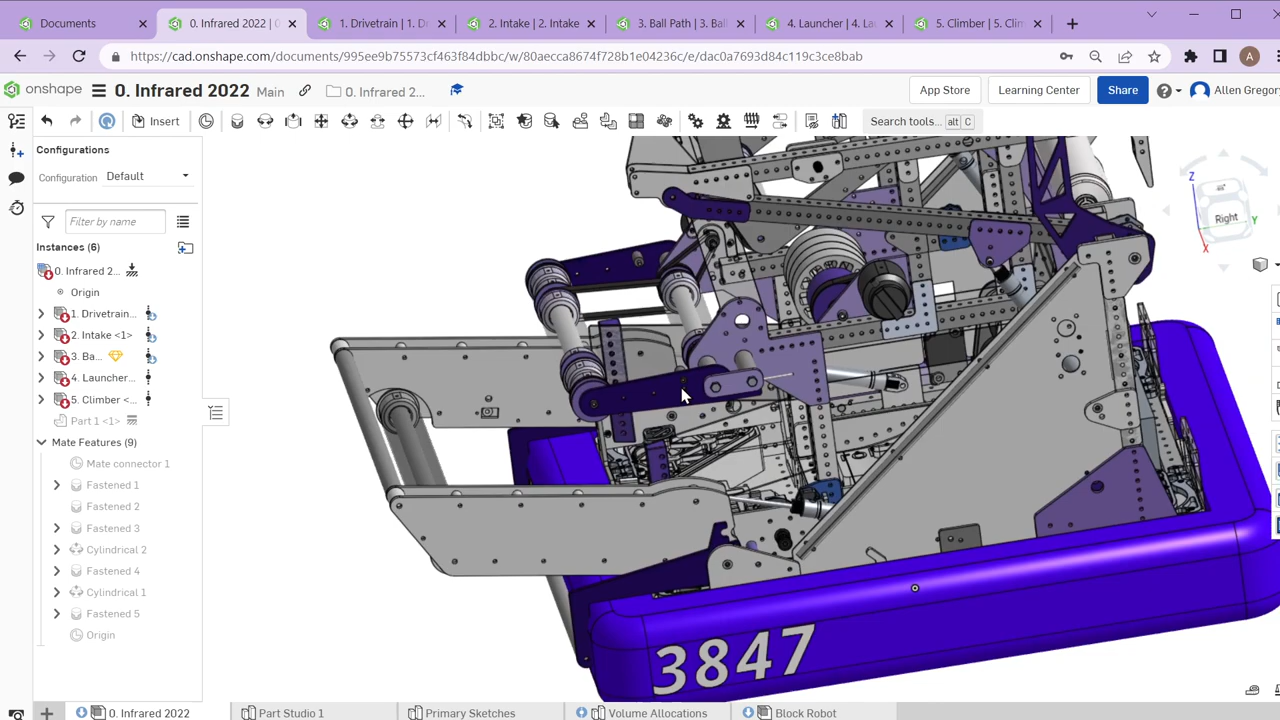 Documents
0. Infrared 2022 | 0
1. Drivetrain | 1. D
2. Intake | 2. Intake
3. Ball Path | 3. Bal
4. Launcher | 4. Lau
5. Climber | 5. Clim
https://cad.onshape.com/documents/995ee9b75573cf463f84dbbc/w/80aecca8674f728b1e04236c/e/dac0a7693d84c119c3ce8bab
A
onshape
0. Infrared 2022
Main
0. Infrared 2...
App Store
Learning Center
Share
Allen Gregory
Insert
Search tools...
alt
C
Configurations
Configuration
Default
Filter by name
Instances (6)
0. Infrared 2...
Origin
1. Drivetrain...
2. Intake <1>
3. Ba...
4. Launcher...
5. Climber <...
Part 1 <1>
Mate Features (9)
Mate connector 1
Fastened 1
Fastened 2
Fastened 3
Cylindrical 2
Fastened 4
Cylindrical 1
Fastened 5
Origin
Z
Right
Y
X
3847
0. Infrared 2022
Part Studio 1
Primary Sketches
Volume Allocations
Block Robot